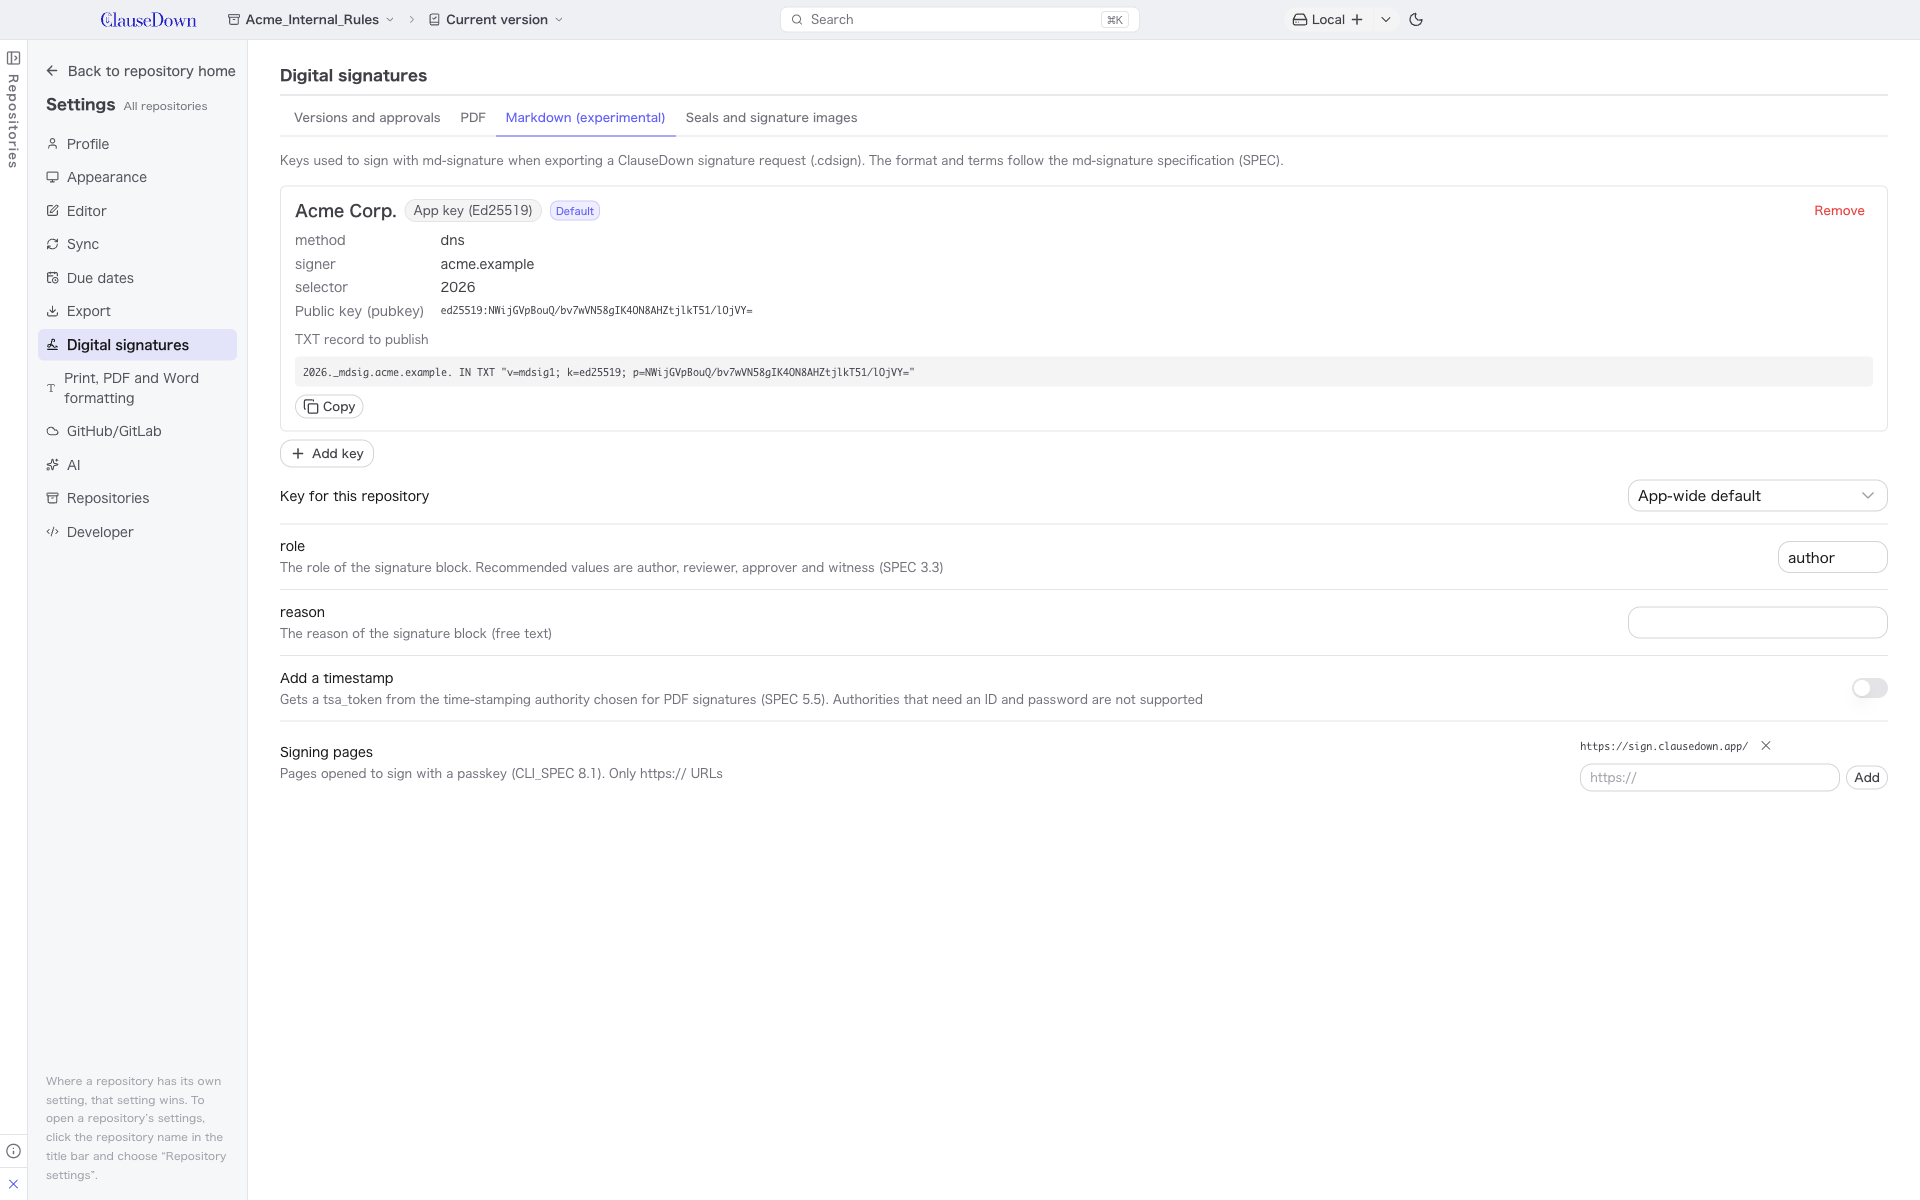 ClauseDown
Acme_Internal_Rules
Current version
Search
⌘K
Local
Repositories
Back to repository home
Settings All repositories
Profile
Appearance
Editor
Sync
Due dates
Export
Digital signatures
Print, PDF and Word
formatting
GitHub/GitLab
AI
Repositories
Developer
Where a repository has its own
setting, that setting wins. To
open a repository's settings,
click the repository name in the
title bar and choose “Repository
settings”.
Digital signatures
Versions and approvals PDF Markdown (experimental) Seals and signature images
Keys used to sign with md-signature when exporting a ClauseDown signature request (.cdsign). The format and terms follow the md-signature specification (SPEC).
Acme Corp. App key (Ed25519) Default Remove
method dns
signer acme.example
selector 2026
Public key (pubkey) ed25519:NWijGVpBouQ/bv7wVN58gIK4ON8AHZtjlkT51/lOjVY=
TXT record to publish
2026._mdsig.acme.example. IN TXT "v=mdsig1; k=ed25519; p=NWijGVpBouQ/bv7wVN58gIK4ON8AHZtjlkT51/lOjVY="
Copy
Add key
Key for this repository App-wide default
role
The role of the signature block. Recommended values are author, reviewer, approver and witness (SPEC 3.3)
author
reason
The reason of the signature block (free text)
Add a timestamp
Gets a tsa_token from the time-stamping authority chosen for PDF signatures (SPEC 5.5). Authorities that need an ID and password are not supported
Signing pages
Pages opened to sign with a passkey (CLI_SPEC 8.1). Only https:// URLs
https://sign.clausedown.app/
https://
Add